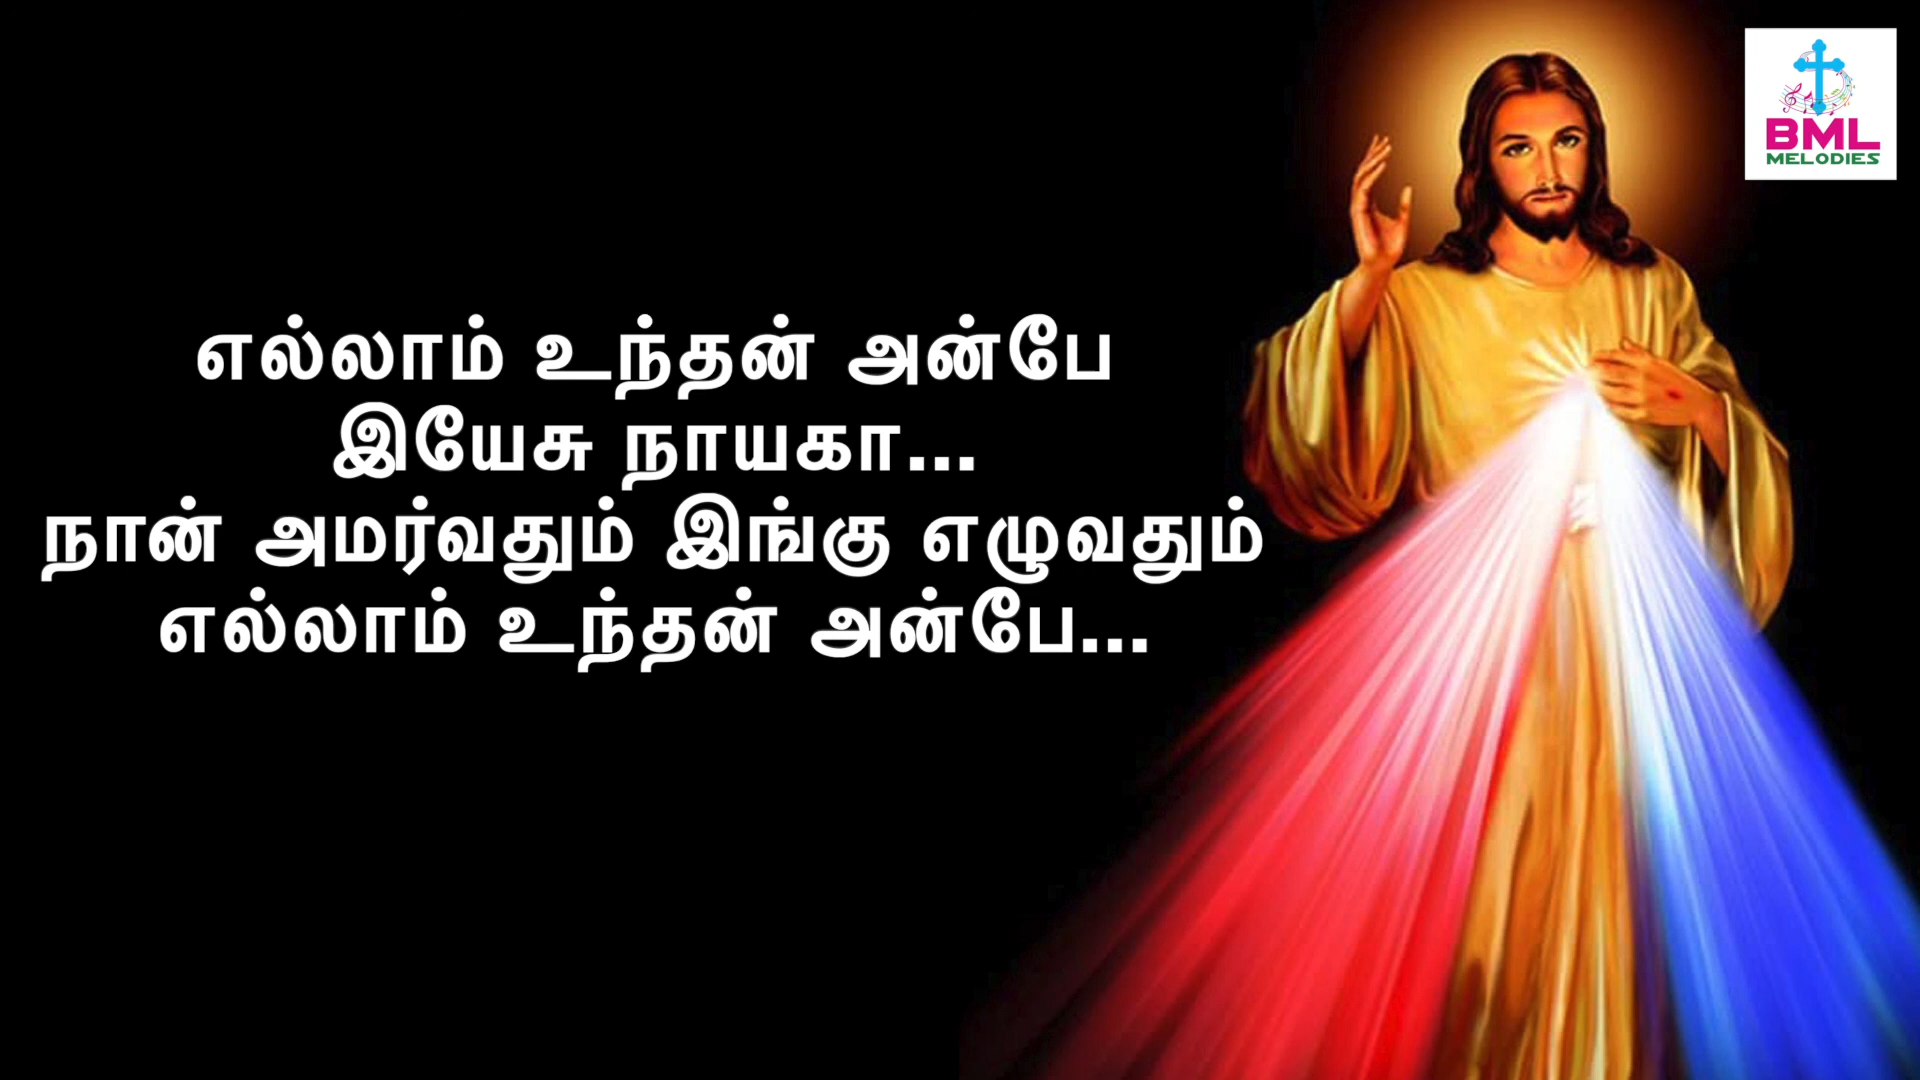 எல்லாம் உந்தன் அன்பே
இயேசு நாயகா...
நான் அமர்வதும் இங்கு எழுவதும்
எல்லாம் உந்தன் அன்பே...
BML
MELODIES